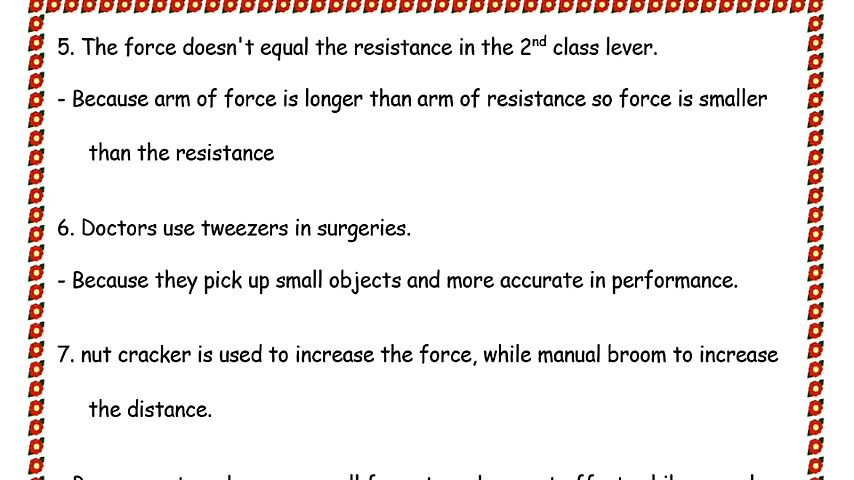 5. The force doesn't equal the resistance in the 2nd class lever.
- Because arm of force is longer than arm of resistance so force is smaller
than the resistance
6. Doctors use tweezers in surgeries.
- Because they pick up small objects and more accurate in performance.
7. nut cracker is used to increase the force, while manual broom to increase
the distance.